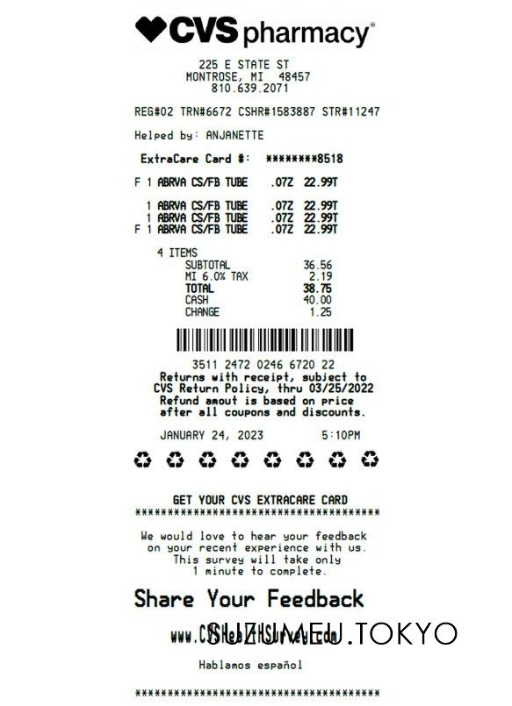 CVS pharmacy®
225 E STATE ST
MONTROSE, MI 48457
810.639.2071
REG#02 TRN#6672 CSHR#1583887 STR#11247
Helped by: ANJANETTE
ExtraCare Card #: ********8518
F 1 ABRVA CS/FB TUBE .07Z 22.99T
1 ABRVA CS/FB TUBE .07Z 22.99T
1 ABRVA CS/FB TUBE .07Z 22.99T
F 1 ABRVA CS/FB TUBE .07Z 22.99T
4 ITEMS
SUBTOTAL 36.56
MI 6.0% TAX 2.19
TOTAL 38.75
CASH 40.00
CHANGE 1.25
3511 2472 0246 6720 22
Returns with receipt, subject to
CVS Return Policy, thru 03/25/2022
Refund amout is based on price
after all coupons and discounts.
JANUARY 24, 2023 5:10PM
GET YOUR CVS EXTRACARE CARD
***************************************
We would love to hear your feedback
on your recent experience with us.
This survey will take only
1 minute to complete.
Share Your Feedback
www.CVSHealthSurvey.com
SUZUMEU.TOKYO
Hablamos español
***************************************